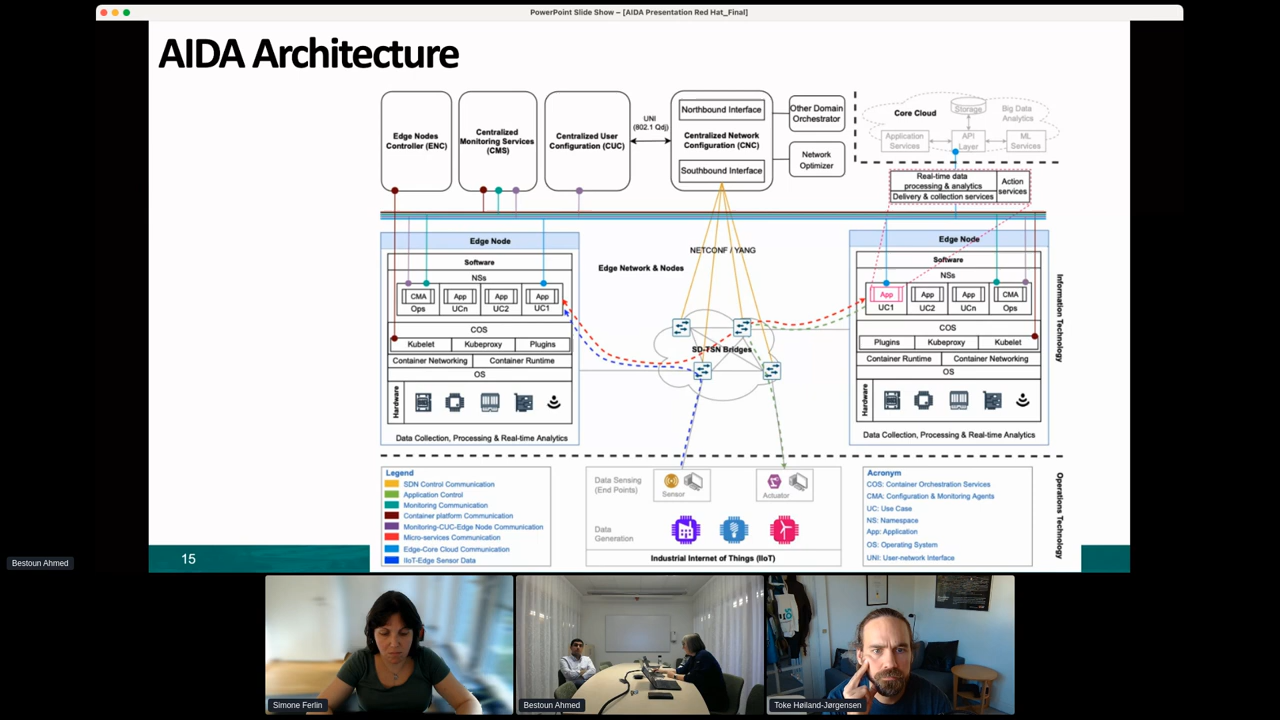 PowerPoint Slide Show – [AIDA Presentation Red Hat_Final]
AIDA Architecture
Edge Nodes
Controller (ENC)
Centralized
Monitoring Services
(CMS)
Centralized User
Configuration (CUC)
UNI
(802.1 Qdj)
Northbound Interface
Centralized Network
Configuration (CNC)
Southbound Interface
Other Domain
Orchestrator
Network
Optimizer
Core Cloud
Storage
Big Data
Analytics
Application
Services
API
Layer
ML
Services
Real-time data
processing & analytics
Delivery & collection services
Action
services
Edge Node
Software
NSs
CMA
App
App
App
Ops
UCn
UC2
UC1
COS
Kubelet
Kubeproxy
Plugins
Container Networking
Container Runtime
OS
Hardware
Data Collection, Processing & Real-time Analytics
NETCONF / YANG
Edge Network & Nodes
SD-TSN Bridges
Edge Node
Software
NSs
App
App
App
CMA
UC1
UC2
UCn
Ops
COS
Plugins
Kubeproxy
Kubelet
Container Runtime
Container Networking
OS
Hardware
Data Collection, Processing & Real-time Analytics
Information Technology
Legend
SDN Control Communication
Application Control
Monitoring Communication
Container platform Communication
Monitoring-CUC-Edge Node Communication
Micro-services Communication
Edge-Core Cloud Communication
IIoT-Edge Sensor Data
Data Sensing
(End Points)
Sensor
Actuator
Data
Generation
Industrial Internet of Things (IIoT)
Acronym
COS: Container Orchestration Services
CMA: Configuration & Monitoring Agents
UC: Use Case
NS: Namespace
App: Application
OS: Operating System
UNI: User-network Interface
Operations Technology
15
Bestoun Ahmed
Simone Ferlin
Bestoun Ahmed
Toke Høiland-Jørgensen